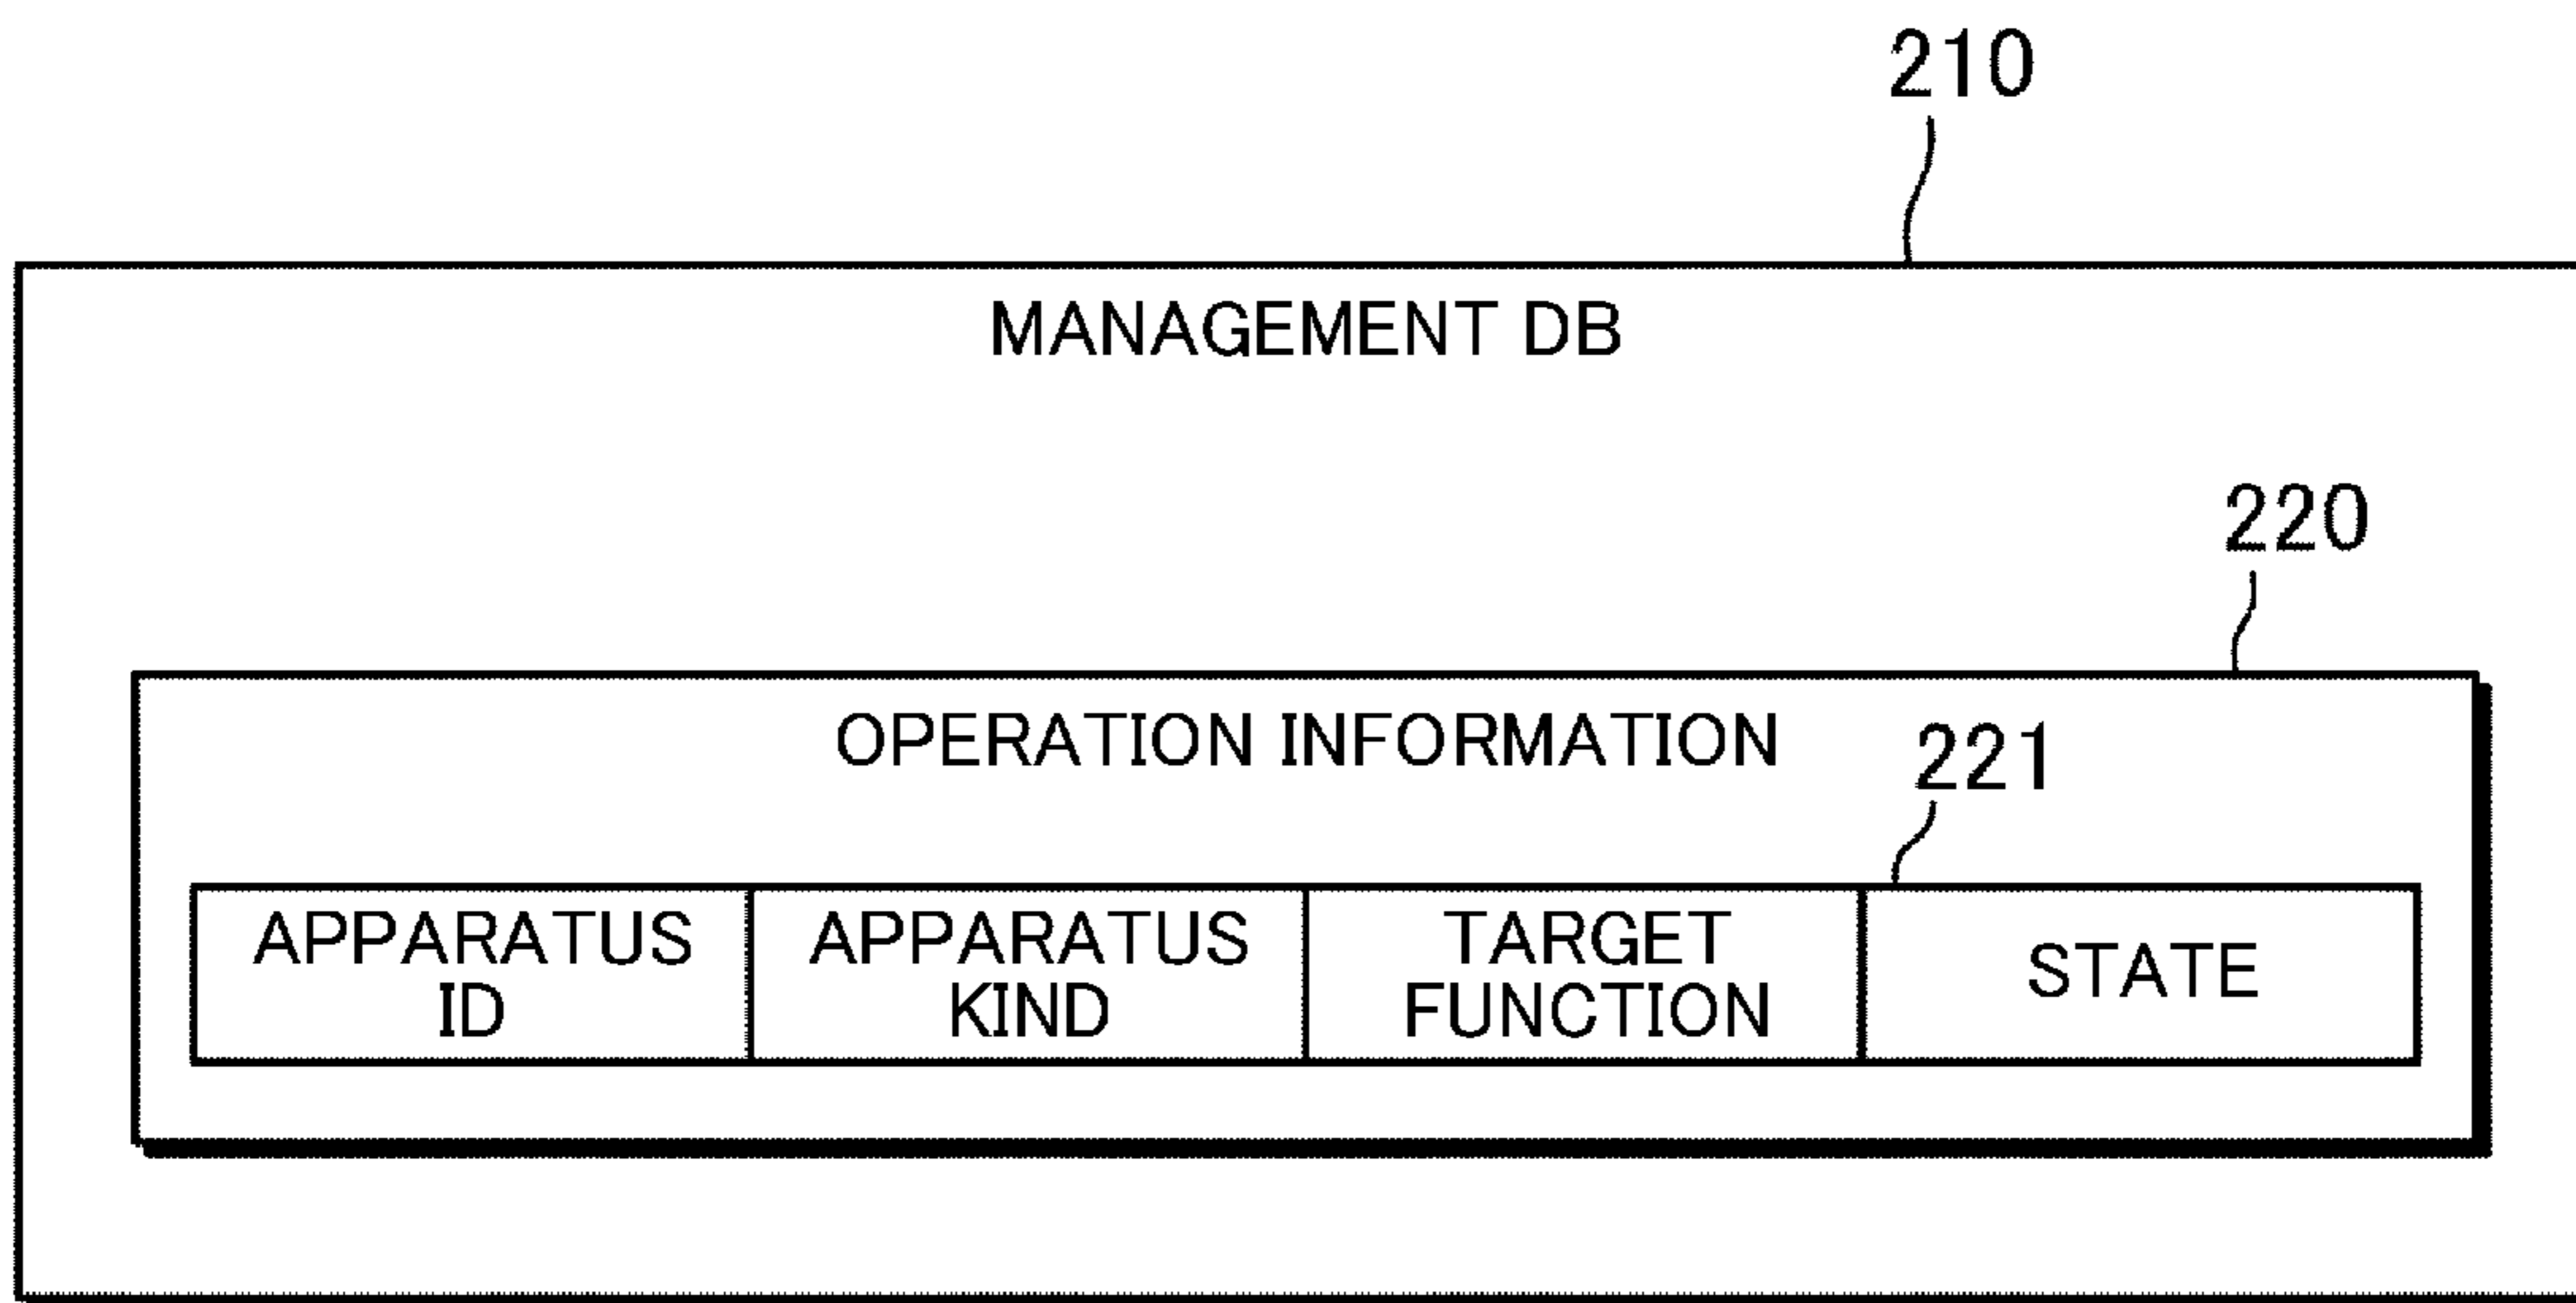 210
MANAGEMENT DB
220
OPERATION INFORMATION
221
APPARATUS
ID
APPARATUS
KIND
TARGET
FUNCTION
STATE